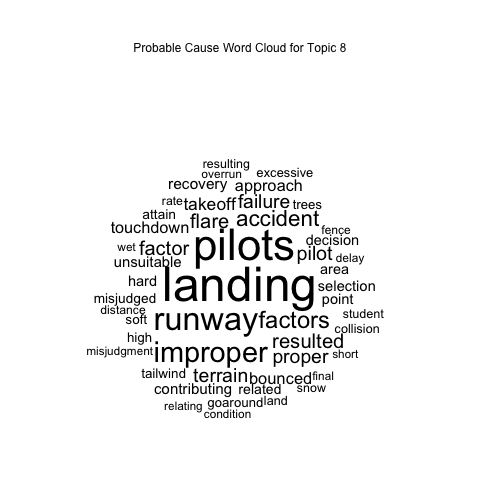 Probable Cause Word Cloud for Topic 8
resulting
overrun excessive
recovery approach
rate takeoff failure trees
attain flare accident
touchdown pilots fence
decision
wet factor pilot delay
unsuitable area
hard landing selection
misjudged point
distance student
soft runway factors collision
high resulted
misjudgment improper proper short
tailwind terrain bounced final
contributing related snow
relating goaround land
condition